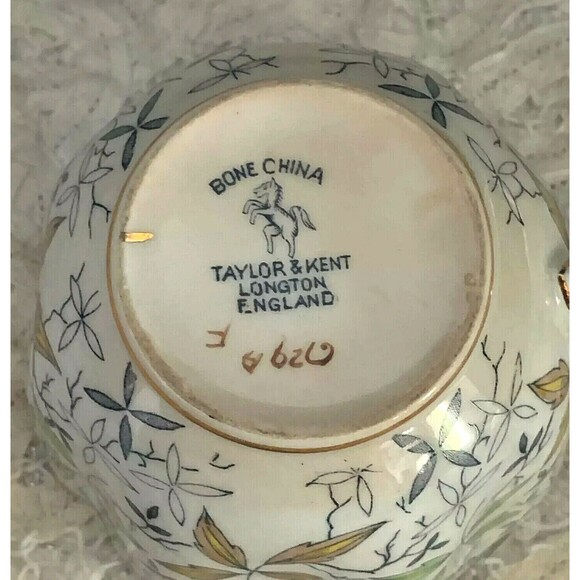 BONE CHINA
TAYLOR & KENT
LONGTON
ENGLAND